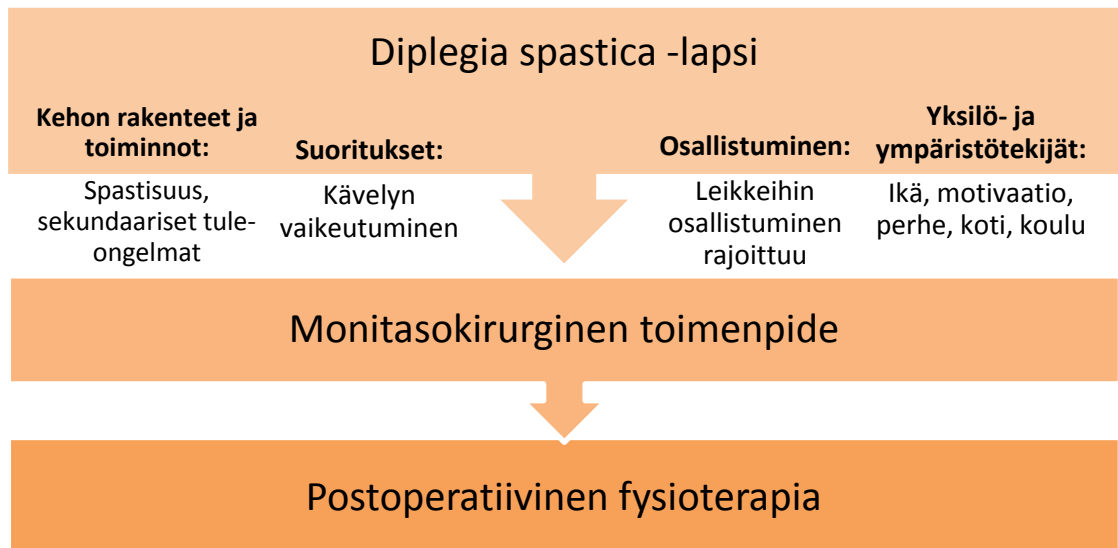 Diplegia spastica -lapsi
Kehon rakenteet ja
toiminnot:
Spastisuus,
sekundaariset tule-
ongelmat
Suoritukset:
Kävelyn
vaikeutuminen
Osallistuminen:
Leikkeihin
osallistuminen
rajoittuu
Yksilö- ja
ympäristötekijät:
Ikä, motivaatio,
perhe, koti, koulu
Monitasokirurginen toimenpide
Postoperatiivinen fysioterapia